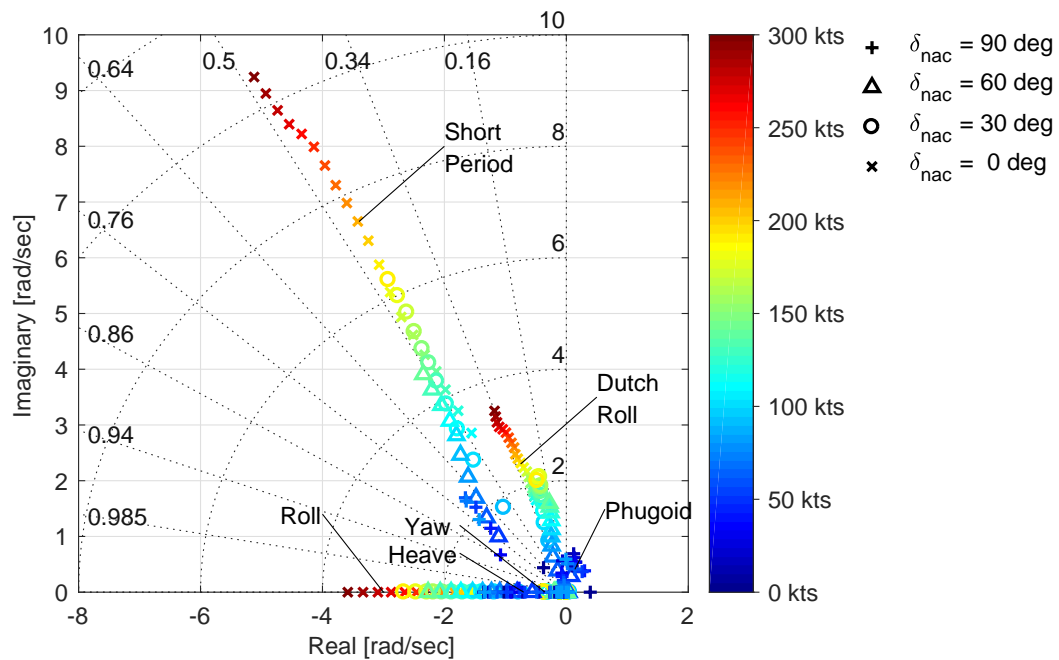 10
10 0.64 0.5 0.34 0.16
9
8 8
7 0.76
6 6
5 0.86
4 4
3 0.94
2 2
1 0.985
0
-8 -6 -4 -2 0 2
Real [rad/sec]
Imaginary [rad/sec]
Short
Period
Dutch
Roll
Phugoid
Roll
Yaw
Heave
300 kts
250 kts
200 kts
150 kts
100 kts
50 kts
0 kts
δnac = 90 deg
δnac = 60 deg
δnac = 30 deg
δnac = 0 deg